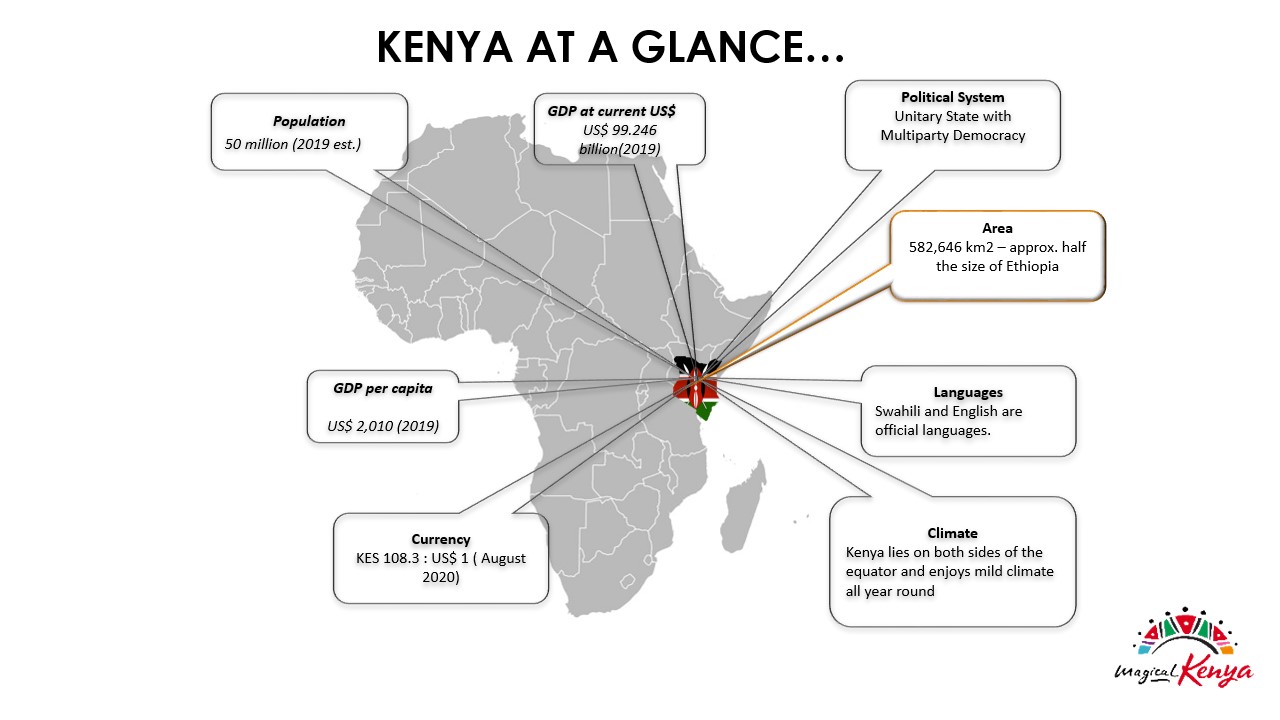 KENYA AT A GLANCE…
Population
50 million (2019 est.)
GDP at current US$
US$ 99.246
billion(2019)
Political System
Unitary State with
Multiparty Democracy
Area
582,646 km2 – approx. half
the size of Ethiopia
GDP per capita
US$ 2,010 (2019)
Languages
Swahili and English are
official languages.
Currency
KES 108.3 : US$ 1 ( August
2020)
Climate
Kenya lies on both sides of the
equator and enjoys mild climate
all year round
magical Kenya